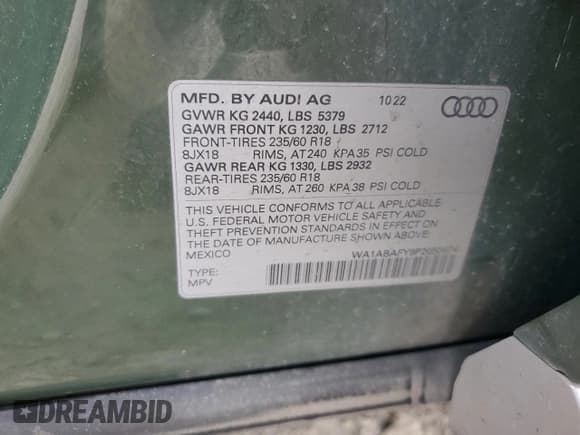 MFD. BY AUDI AG 10 22
GVWR KG 2440, LBS 5379
GAWR FRONT KG 1230, LBS 2712
FRONT-TIRES 235/60 R18
8JX18 RIMS, AT 240 KPA 35 PSI COLD
GAWR REAR KG 1330, LBS 2932
REAR-TIRES 235/60 R18
8JX18 RIMS, AT 260 KPA 38 PSI COLD
THIS VEHICLE CONFORMS TO ALL APPLICABLE
U.S. FEDERAL MOTOR VEHICLE SAFETY AND
THEFT PREVENTION STANDARDS IN EFFECT ON
THE DATE OF MANUFACTURE SHOWN ABOVE.
MEXICO
TYPE:
MPV
DREAMBID